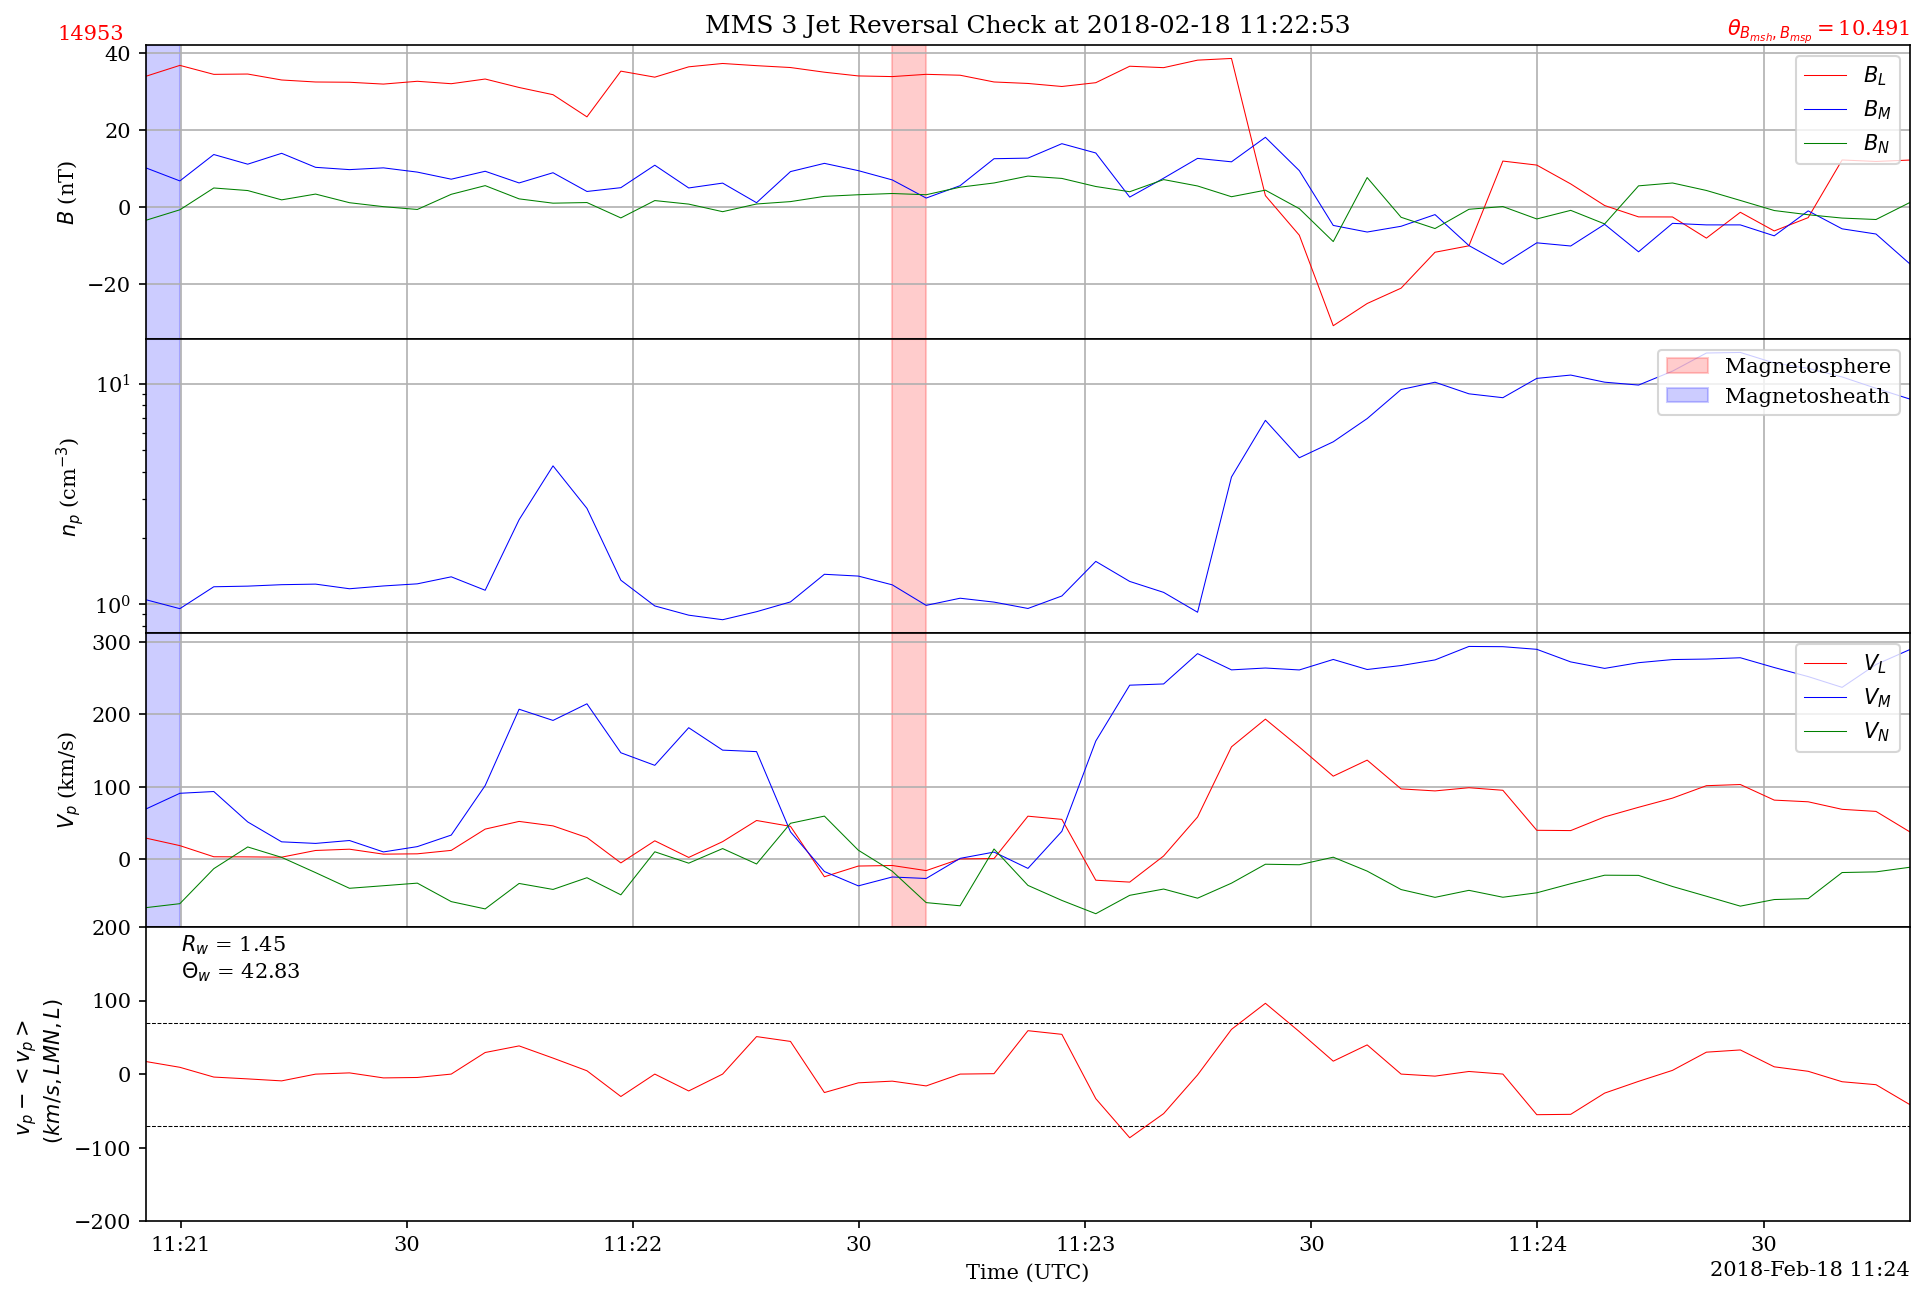 MMS 3 Jet Reversal Check at 2018-02-18 11:22:53
14953
θ_{B_{msh}, B_{msp}} = 10.491
40
20
0
−20
B (nT)
B_L
B_M
B_N
10^1
10^0
n_p (cm^{−3})
Magnetosphere
Magnetosheath
300
200
100
0
V_p (km/s)
V_L
V_M
V_N
200
100
0
−100
−200
v_p − < v_p >
(km/s, LMN, L)
R_w = 1.45
Θ_w = 42.83
11:21 30 11:22 30 11:23 30 11:24 30
Time (UTC)
2018-Feb-18 11:24